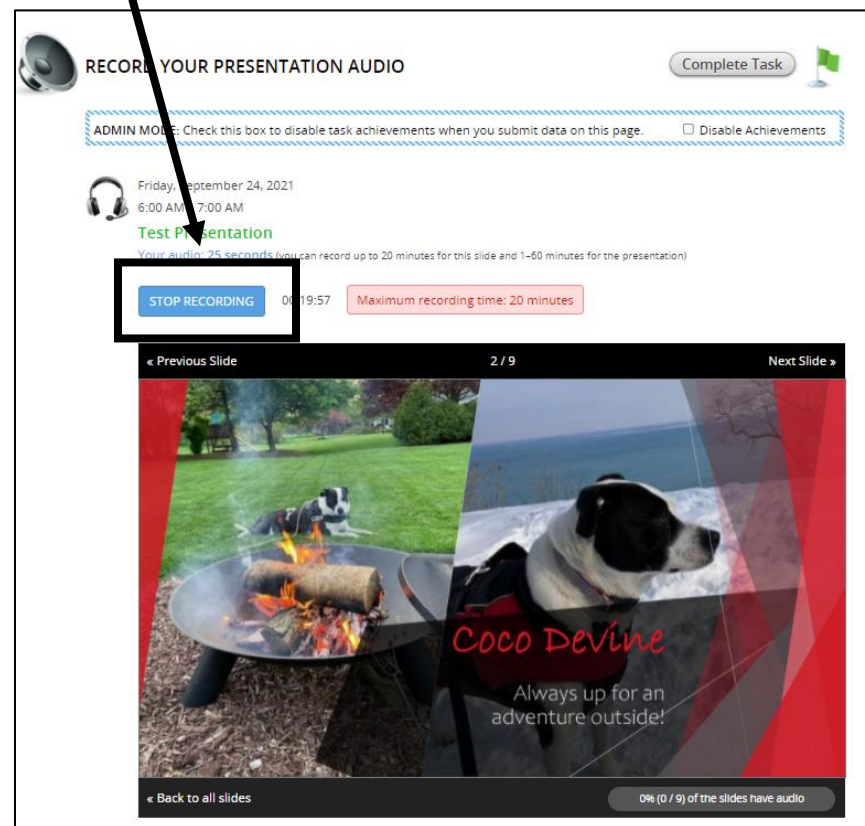 RECORD YOUR PRESENTATION AUDIO
Complete Task
ADMIN MODE: Check this box to disable task achievements when you submit data on this page.
Disable Achievements
Friday, September 24, 2021
6:00 AM - 7:00 AM
Test Presentation
Your audio: 25 seconds (you can record up to 20 minutes for this slide and 1–60 minutes for the presentation)
STOP RECORDING
00:19:57
Maximum recording time: 20 minutes
« Previous Slide
2 / 9
Next Slide »
Coco Devine
Always up for an
adventure outside!
« Back to all slides
0% (0 / 9) of the slides have audio